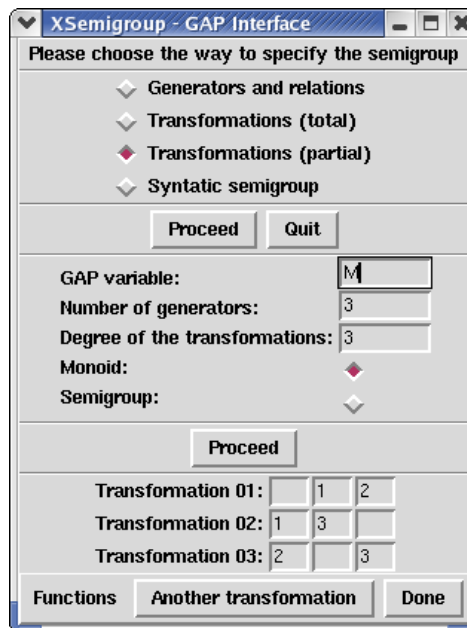 XSemigroup - GAP Interface
Please choose the way to specify the semigroup
Generators and relations
Transformations (total)
Transformations (partial)
Syntatic semigroup
Proceed Quit
GAP variable: M
Number of generators: 3
Degree of the transformations: 3
Monoid:
Semigroup:
Proceed
Transformation 01: 1 2
Transformation 02: 1 3
Transformation 03: 2 3
Functions Another transformation Done